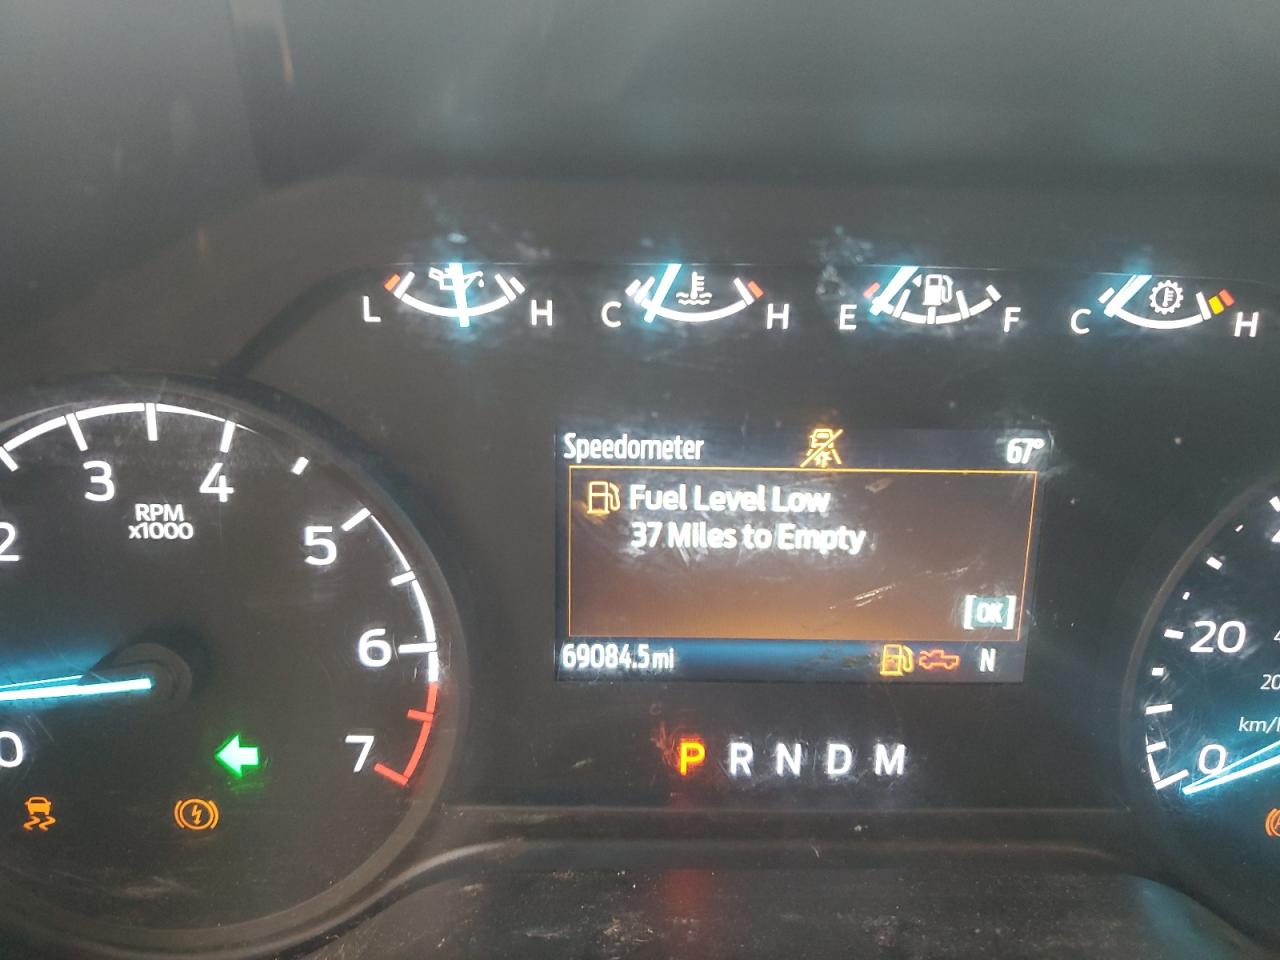 L H C H E F C H
Speedometer 67°
Fuel Level Low
37 Miles to Empty
[OK]
69084.5mi N
P R N D M
0 2 3 4 5 6 7
RPM
x1000
20
0
km/